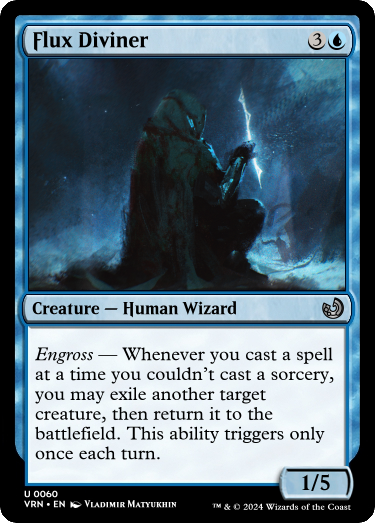 Flux Diviner 3
Creature — Human Wizard
Engross — Whenever you cast a spell
at a time you couldn't cast a sorcery,
you may exile another target
creature, then return it to the
battlefield. This ability triggers only
once each turn.
1/5
U 0060
VRN • EN Vladimir Matyukhin
™ & © 2024 Wizards of the Coast